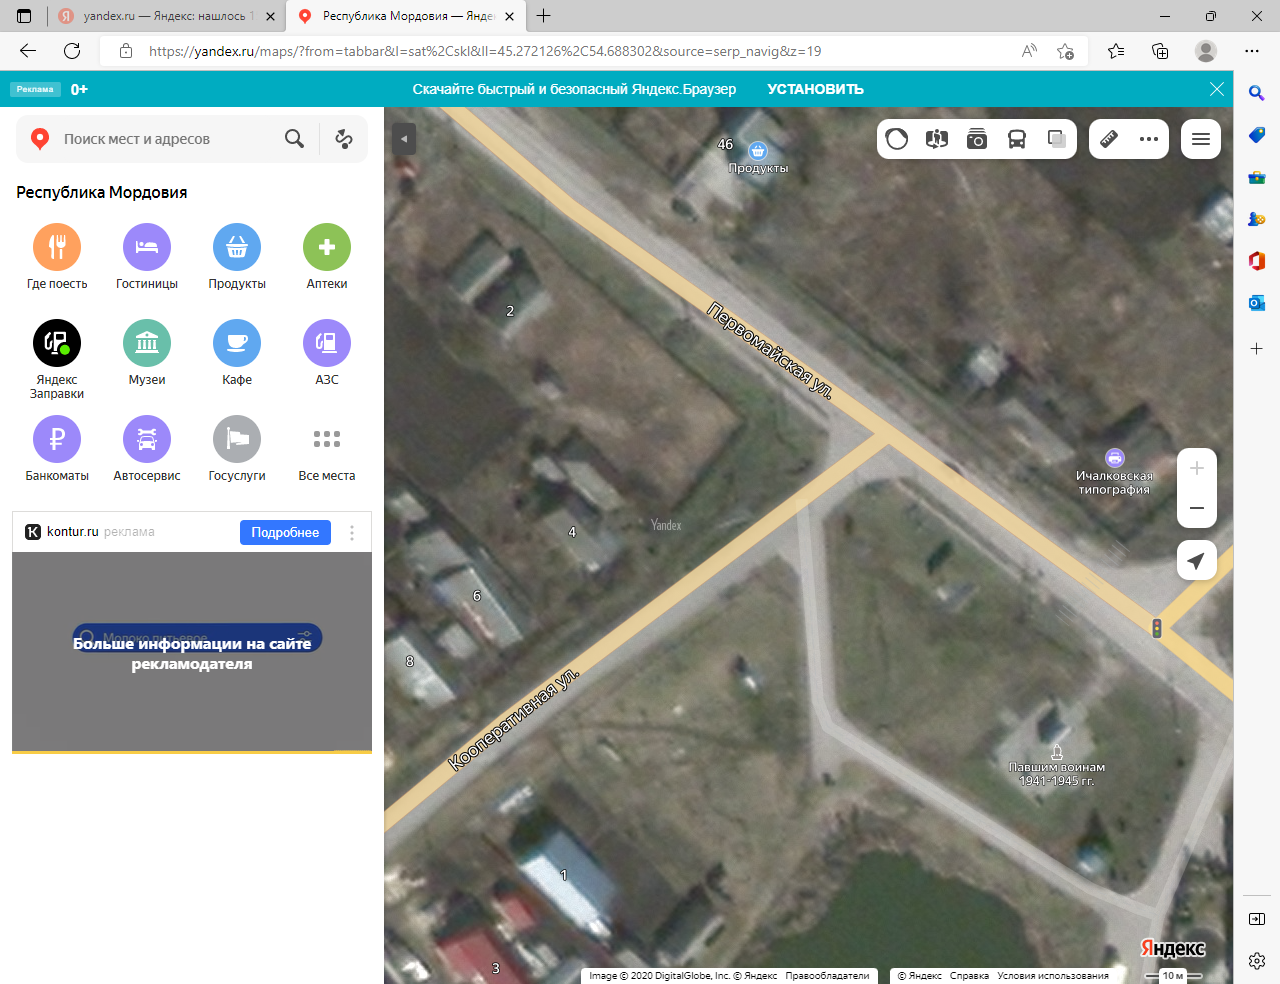 yandex.ru — Яндекс: нашлось
Республика Мордовия — Янде
https://yandex.ru/maps/?from=tabbar&l=sat%2Cskl&ll=45.272126%2C54.688302&source=serp_navig&z=19
Реклама
0+
Скачайте быстрый и безопасный Яндекс.Браузер
УСТАНОВИТЬ
Поиск мест и адресов
Республика Мордовия
Где поесть
Гостиницы
Продукты
Аптеки
Яндекс
Заправки
Музеи
Кафе
АЗС
Банкоматы
Автосервис
Госуслуги
Все места
kontur.ru реклама
Подробнее
Молоко питьевое
Больше информации на сайте
рекламодателя
46
Продукты
2
Первомайская ул.
Ичалковская
типография
Yandex
4
6
8
Кооперативная ул.
Павшим воинам
1941-1945 гг.
1
3
Яндекс
Image © 2020 DigitalGlobe, Inc. © Яндекс Правообладатели
© Яндекс Справка Условия использования
10 м